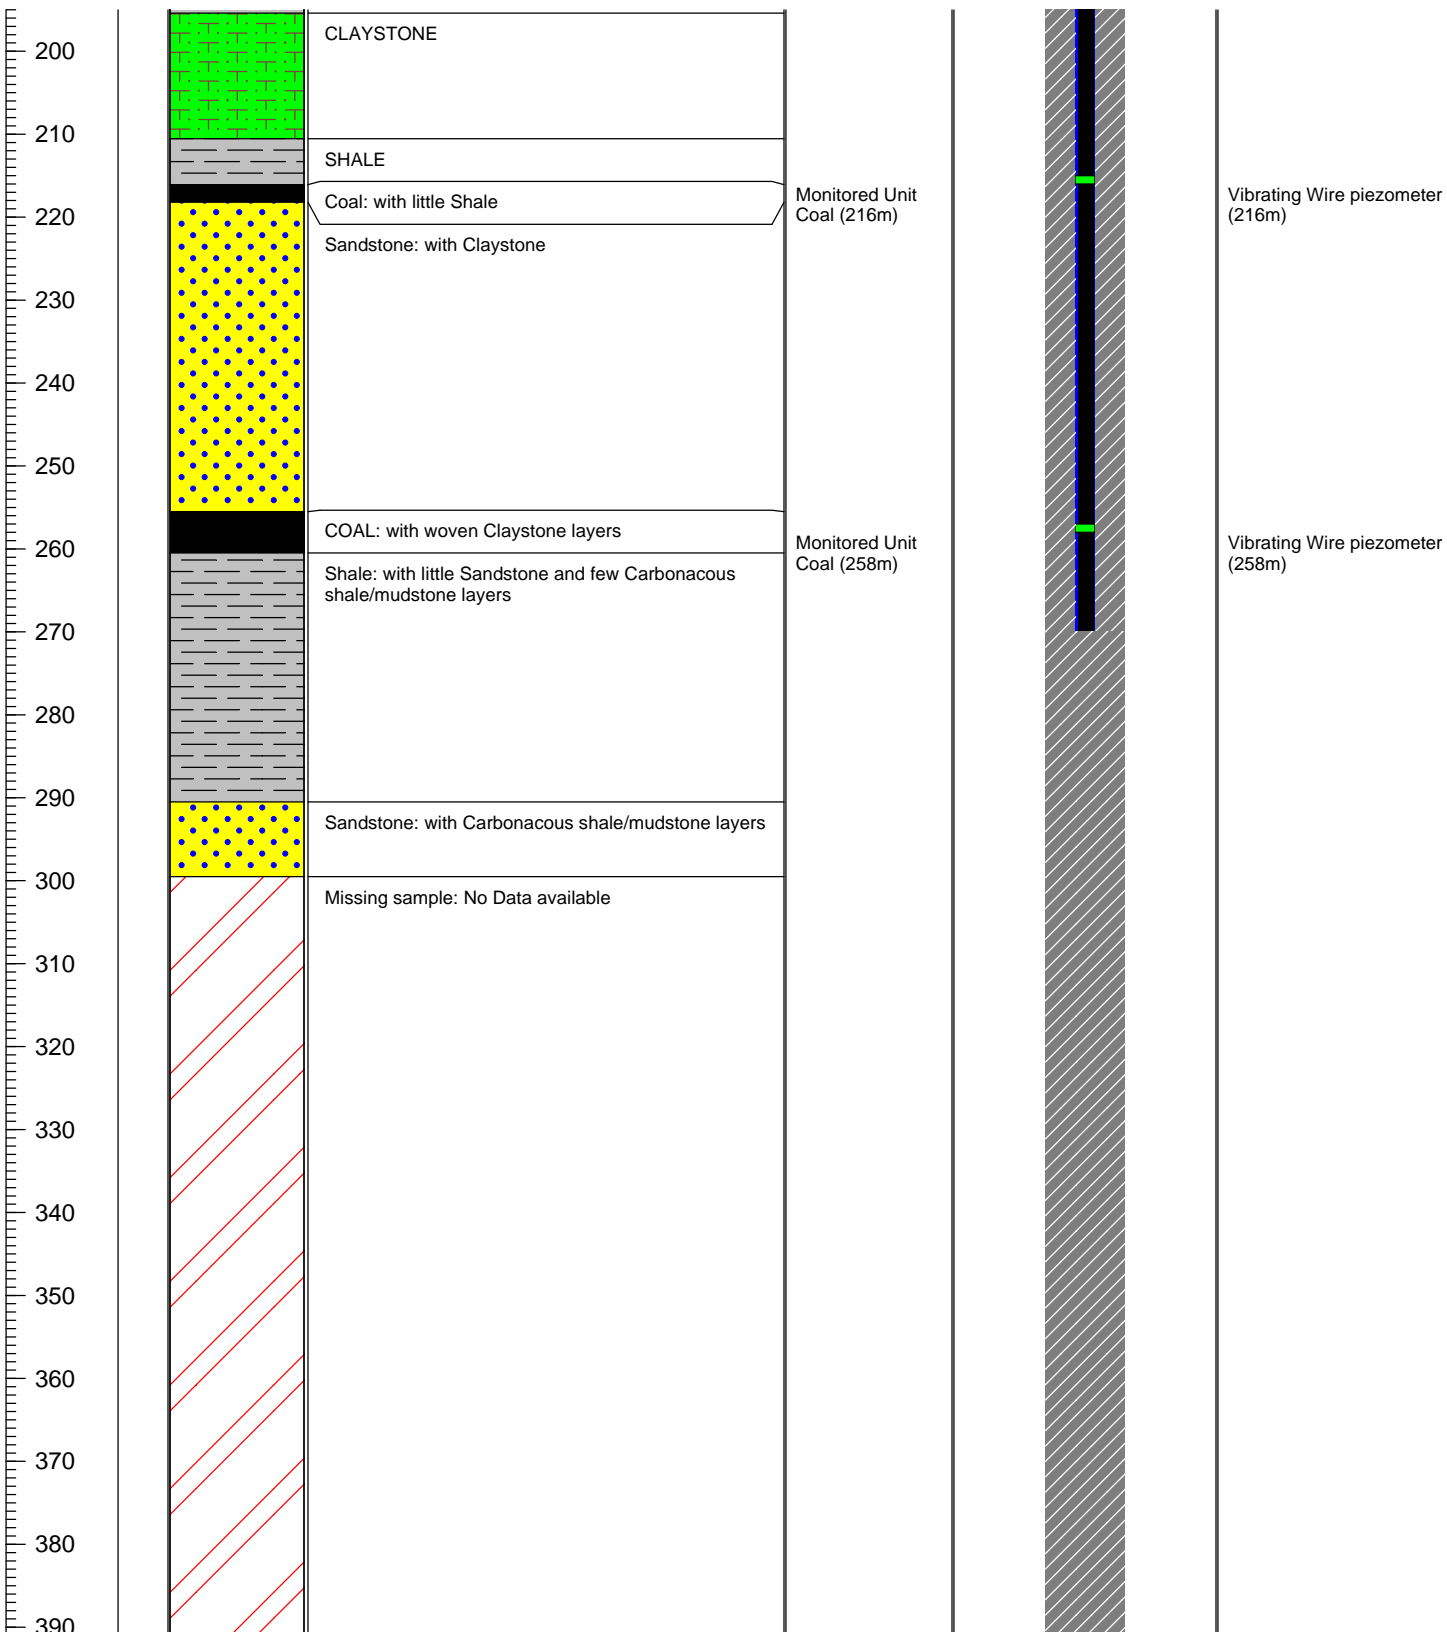 200
CLAYSTONE
210
SHALE
Coal: with little Shale
Monitored Unit
Coal (216m)
Vibrating Wire piezometer
(216m)
220
Sandstone: with Claystone
230
240
250
COAL: with woven Claystone layers
Monitored Unit
Coal (258m)
Vibrating Wire piezometer
(258m)
260
Shale: with little Sandstone and few Carbonacous
shale/mudstone layers
270
280
290
Sandstone: with Carbonacous shale/mudstone layers
300
Missing sample: No Data available
310
320
330
340
350
360
370
380
390